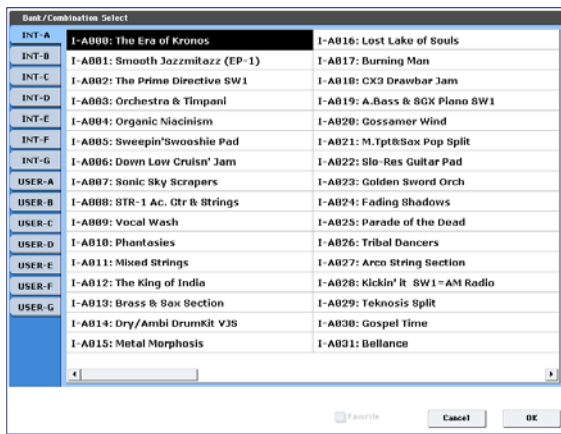 Bank/Combination Select
INT-A
INT-B
INT-C
INT-D
INT-E
INT-F
INT-G
USER-A
USER-B
USER-C
USER-D
USER-E
USER-F
USER-G
I-A000: The Era of Kronos
I-A001: Smooth Jazzmitazz (EP-1)
I-A002: The Prime Directive SW1
I-A003: Orchestra & Timpani
I-A004: Organic Niacinism
I-A005: Sweepin'Swooshie Pad
I-A006: Down Low Cruisn' Jam
I-A007: Sonic Sky Scrapers
I-A008: STR-1 Ac. Gtr & Strings
I-A009: Vocal Wash
I-A010: Phantasies
I-A011: Mixed Strings
I-A012: The King of India
I-A013: Brass & Sax Section
I-A014: Dry/Ambi DrumKit VJS
I-A015: Metal Morphosis
I-A016: Lost Lake of Souls
I-A017: Burning Man
I-A018: CX3 Drawbar Jam
I-A019: A.Bass & SGX Piano SW1
I-A020: Gossamer Wind
I-A021: M.Tpt&Sax Pop Split
I-A022: Slo-Res Guitar Pad
I-A023: Golden Sword Orch
I-A024: Fading Shadows
I-A025: Parade of the Dead
I-A026: Tribal Dancers
I-A027: Arco String Section
I-A028: Kickin' it SW1=AM Radio
I-A029: Teknosis Split
I-A030: Gospel Time
I-A031: Bellance
Favorite
Cancel
OK